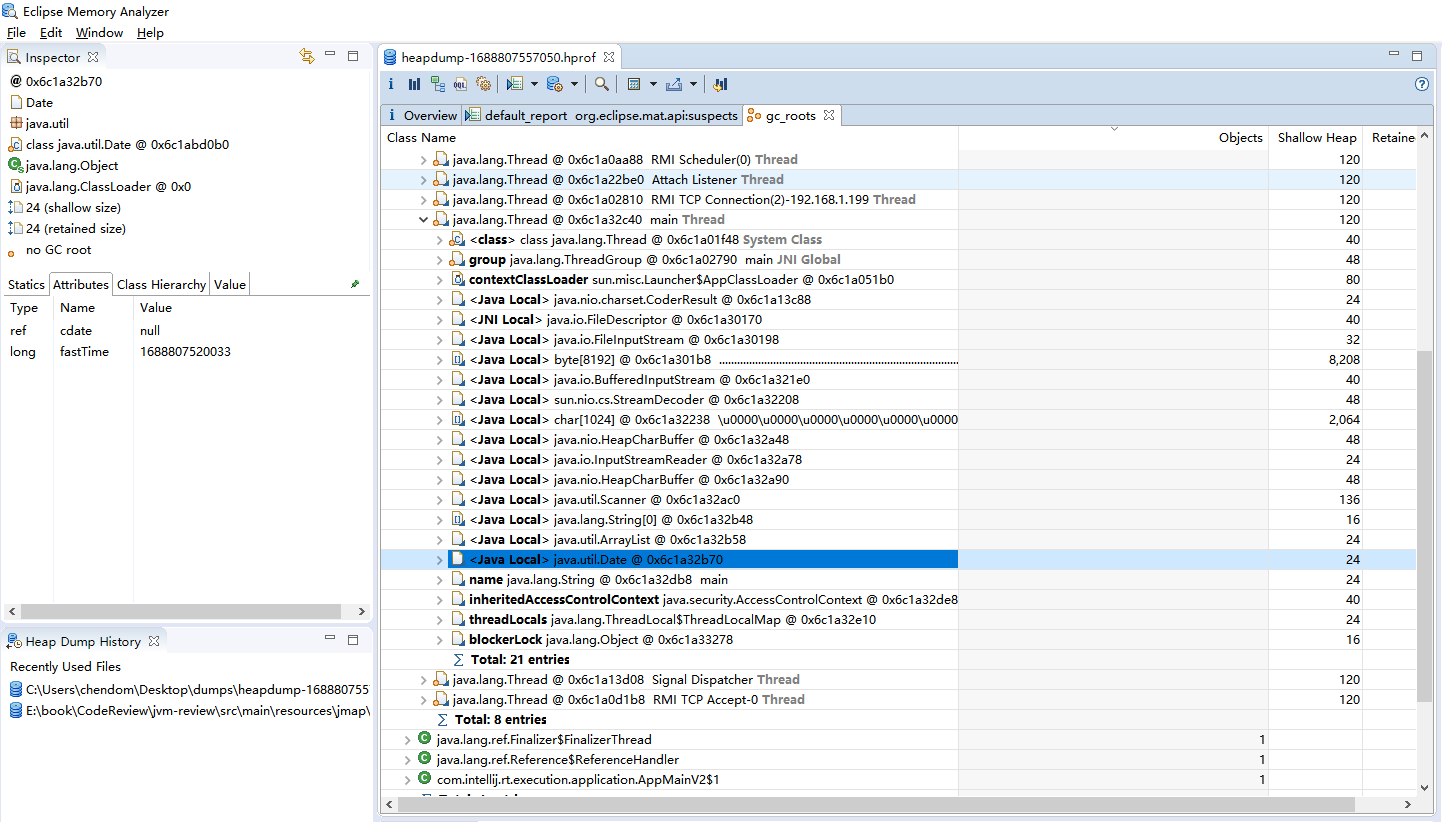 Eclipse Memory Analyzer
File Edit Window Help
Inspector
0x6c1a32b70
Date
java.util
class java.util.Date @ 0x6c1abd0b0
java.lang.Object
java.lang.ClassLoader @ 0x0
24 (shallow size)
24 (retained size)
no GC root
Statics Attributes Class Hierarchy Value
Type Name Value
ref cdate null
long fastTime 1688807520033
Heap Dump History
Recently Used Files
C:\Users\chendom\Desktop\dumps\heapdump-168880755
E:\book\CodeReview\jvm-review\src\main\resources\jmap\
heapdump-1688807557050.hprof
i OQL
i Overview default_report org.eclipse.mat.api:suspects gc_roots
Class Name Objects Shallow Heap Retaine
java.lang.Thread @ 0x6c1a0aa88 RMI Scheduler(0) Thread 120
java.lang.Thread @ 0x6c1a22be0 Attach Listener Thread 120
java.lang.Thread @ 0x6c1a02810 RMI TCP Connection(2)-192.168.1.199 Thread 120
java.lang.Thread @ 0x6c1a32c40 main Thread 120
<class> class java.lang.Thread @ 0x6c1a01f48 System Class 40
group java.lang.ThreadGroup @ 0x6c1a02790 main JNI Global 48
contextClassLoader sun.misc.Launcher$AppClassLoader @ 0x6c1a051b0 80
<Java Local> java.nio.charset.CoderResult @ 0x6c1a13c88 24
<JNI Local> java.io.FileDescriptor @ 0x6c1a30170 40
<Java Local> java.io.FileInputStream @ 0x6c1a30198 32
<Java Local> byte[8192] @ 0x6c1a301b8 ................................................................................ 8,208
<Java Local> java.io.BufferedInputStream @ 0x6c1a321e0 40
<Java Local> sun.nio.cs.StreamDecoder @ 0x6c1a32208 48
<Java Local> char[1024] @ 0x6c1a32238 \u0000\u0000\u0000\u0000\u0000\u0000 2,064
<Java Local> java.nio.HeapCharBuffer @ 0x6c1a32a48 48
<Java Local> java.io.InputStreamReader @ 0x6c1a32a78 24
<Java Local> java.nio.HeapCharBuffer @ 0x6c1a32a90 48
<Java Local> java.util.Scanner @ 0x6c1a32ac0 136
<Java Local> java.lang.String[0] @ 0x6c1a32b48 16
<Java Local> java.util.ArrayList @ 0x6c1a32b58 24
<Java Local> java.util.Date @ 0x6c1a32b70 24
name java.lang.String @ 0x6c1a32db8 main 24
inheritedAccessControlContext java.security.AccessControlContext @ 0x6c1a32de8 40
threadLocals java.lang.ThreadLocal$ThreadLocalMap @ 0x6c1a32e10 24
blockerLock java.lang.Object @ 0x6c1a33278 16
Σ Total: 21 entries
java.lang.Thread @ 0x6c1a13d08 Signal Dispatcher Thread 120
java.lang.Thread @ 0x6c1a0d1b8 RMI TCP Accept-0 Thread 120
Σ Total: 8 entries
java.lang.ref.Finalizer$FinalizerThread 1
java.lang.ref.Reference$ReferenceHandler 1
com.intellij.rt.execution.application.AppMainV2$1 1